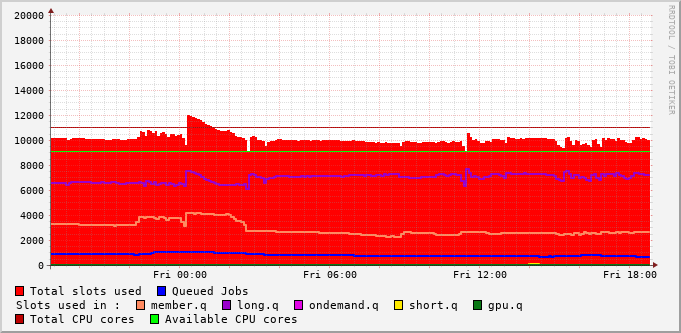 20000
18000
16000
14000
12000
10000
8000
6000
4000
2000
0
Fri 00:00 Fri 06:00 Fri 12:00 Fri 18:00
RRDTOOL / TOBI OETIKER
Total slots used Queued Jobs
Slots used in : member.q long.q ondemand.q short.q gpu.q
Total CPU cores Available CPU cores